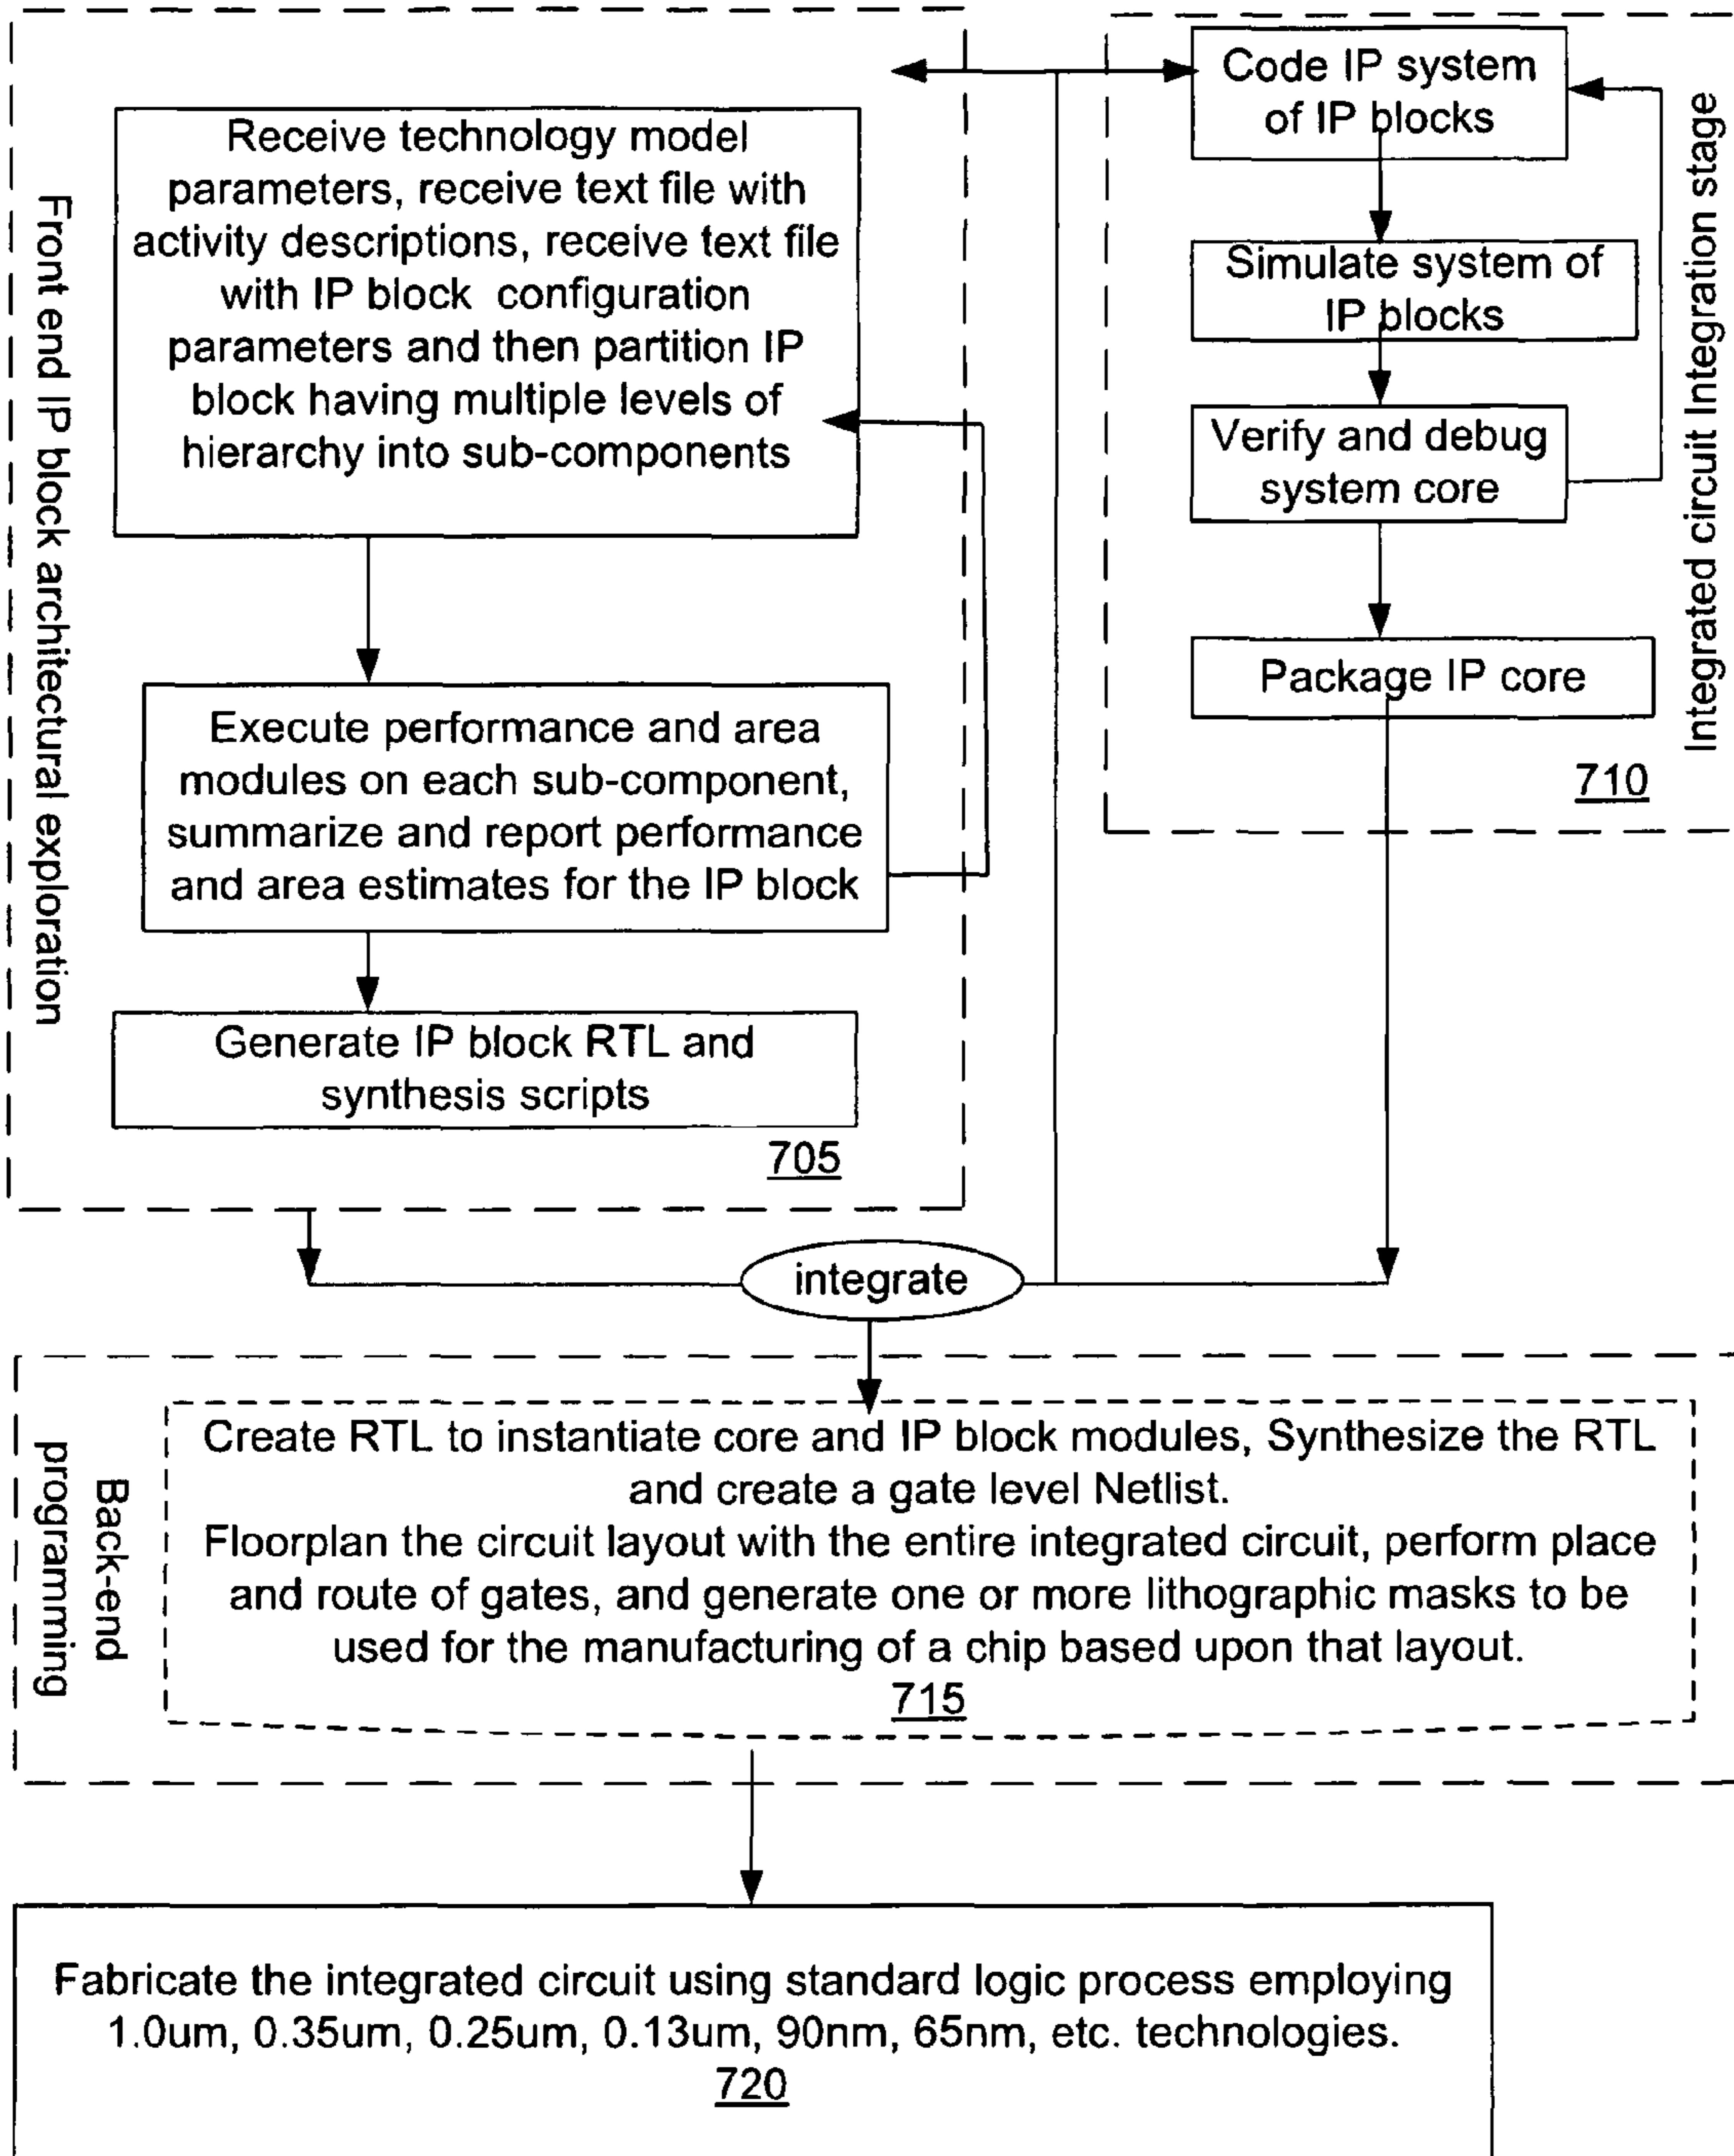 Front end IP block architectural exploration
Receive technology model
parameters, receive text file with
activity descriptions, receive text file
with IP block configuration
parameters and then partition IP
block having multiple levels of
hierarchy into sub-components
Execute performance and area
modules on each sub-component,
summarize and report performance
and area estimates for the IP block
Generate IP block RTL and
synthesis scripts
705
Code IP system
of IP blocks
Simulate system of
IP blocks
Verify and debug
system core
Package IP core
710
Integrated circuit Integration stage
integrate
Back-end
programming
Create RTL to instantiate core and IP block modules, Synthesize the RTL
and create a gate level Netlist.
Floorplan the circuit layout with the entire integrated circuit, perform place
and route of gates, and generate one or more lithographic masks to be
used for the manufacturing of a chip based upon that layout.
715
Fabricate the integrated circuit using standard logic process employing
1.0um, 0.35um, 0.25um, 0.13um, 90nm, 65nm, etc. technologies.
720